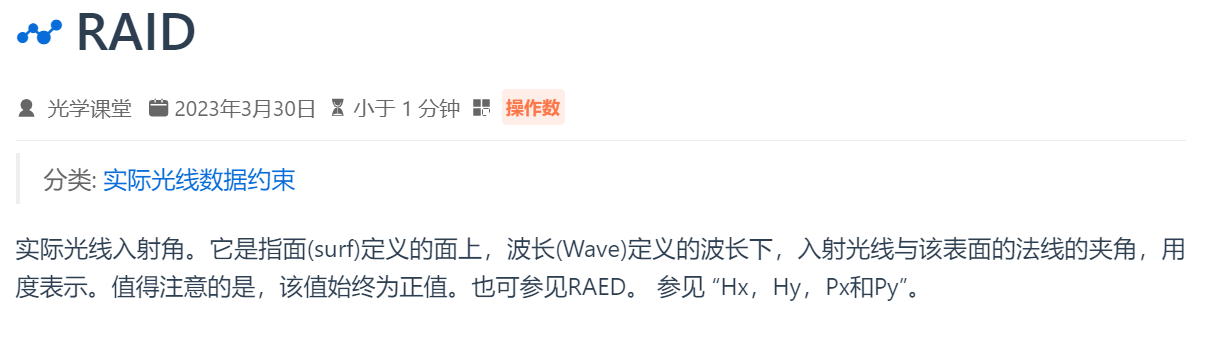 RAID
光学课堂 2023年3月30日 小于 1 分钟 操作数
分类: 实际光线数据约束
实际光线入射角。它是指面(surf)定义的面上，波长(Wave)定义的波长下，入射光线与该表面的法线的夹角，用
度表示。值得注意的是，该值始终为正值。也可参见RAED。 参见 “Hx，Hy，Px和Py”。